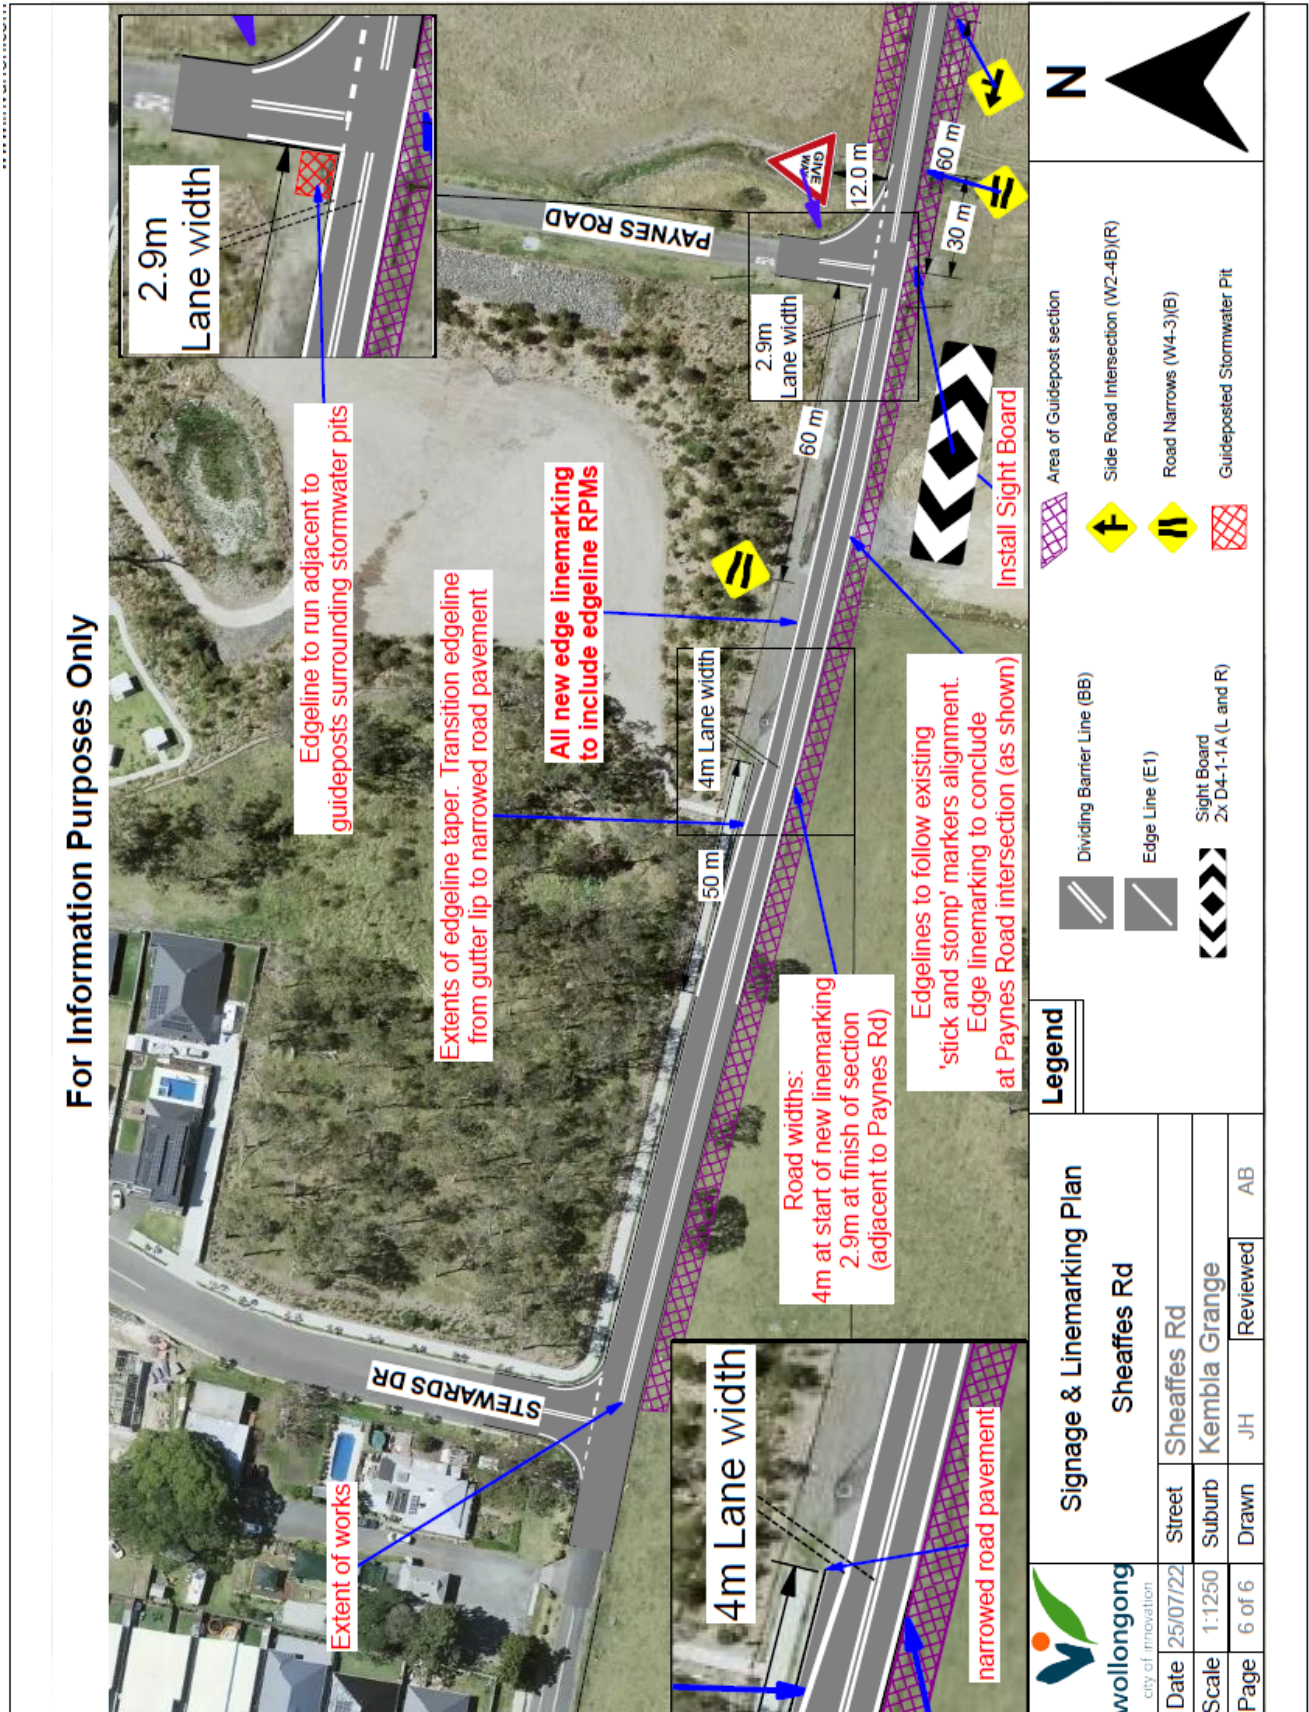 For Information Purposes Only
2.9m
Lane width
Edgeline to run adjacent to
guideposts surrounding stormwater pits
Extents of edgeline taper. Transition edgeline
from gutter lip to narrowed road pavement
All new edge linemarking
to include edgeline RPMs
PAYNES ROAD
GIVE
WAY
12.0 m
60 m
30 m
2.9m
Lane width
60 m
4m Lane width
50 m
STEWARDS DR
Extent of works
Install Sight Board
Edgelines to follow existing
'stick and stomp' markers alignment.
Edge linemarking to conclude
at Paynes Road intersection (as shown)
Road widths:
4m at start of new linemarking
2.9m at finish of section
(adjacent to Paynes Rd)
4m Lane width
narrowed road pavement
wollongong
city of innovation
Date 25/07/22
Scale 1:1250
Page 6 of 6
Signage & Linemarking Plan
Sheaffes Rd
Street Sheaffes Rd
Suburb Kembla Grange
Drawn JH Reviewed AB
Legend
Dividing Barrier Line (BB)
Edge Line (E1)
Sight Board
2x D4-1-1A (L and R)
Area of Guidepost section
Side Road Intersection (W2-4B)(R)
Road Narrows (W4-3)(B)
Guideposted Stormwater Pit
N